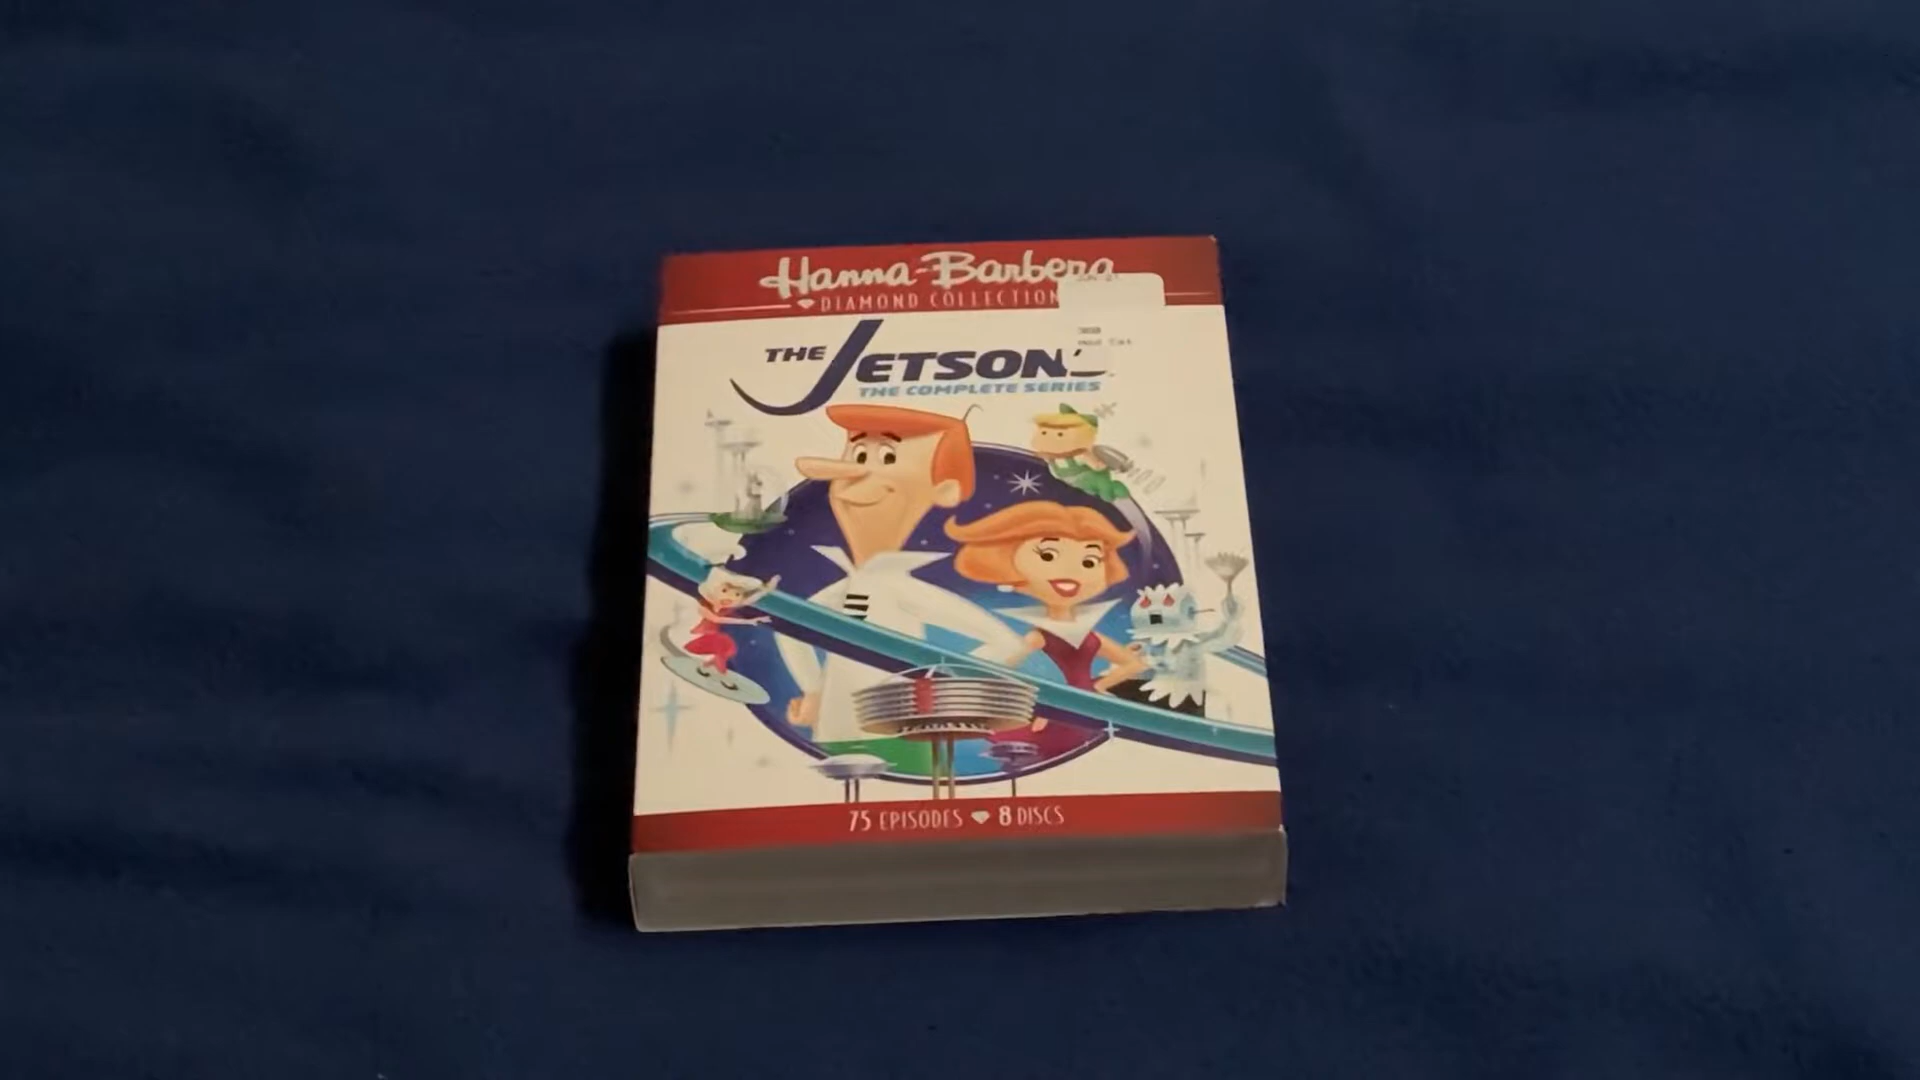 Hanna-Barbera
DIAMOND COLLECTION
THE JETSONS
THE COMPLETE SERIES
75 EPISODES 8 DISCS